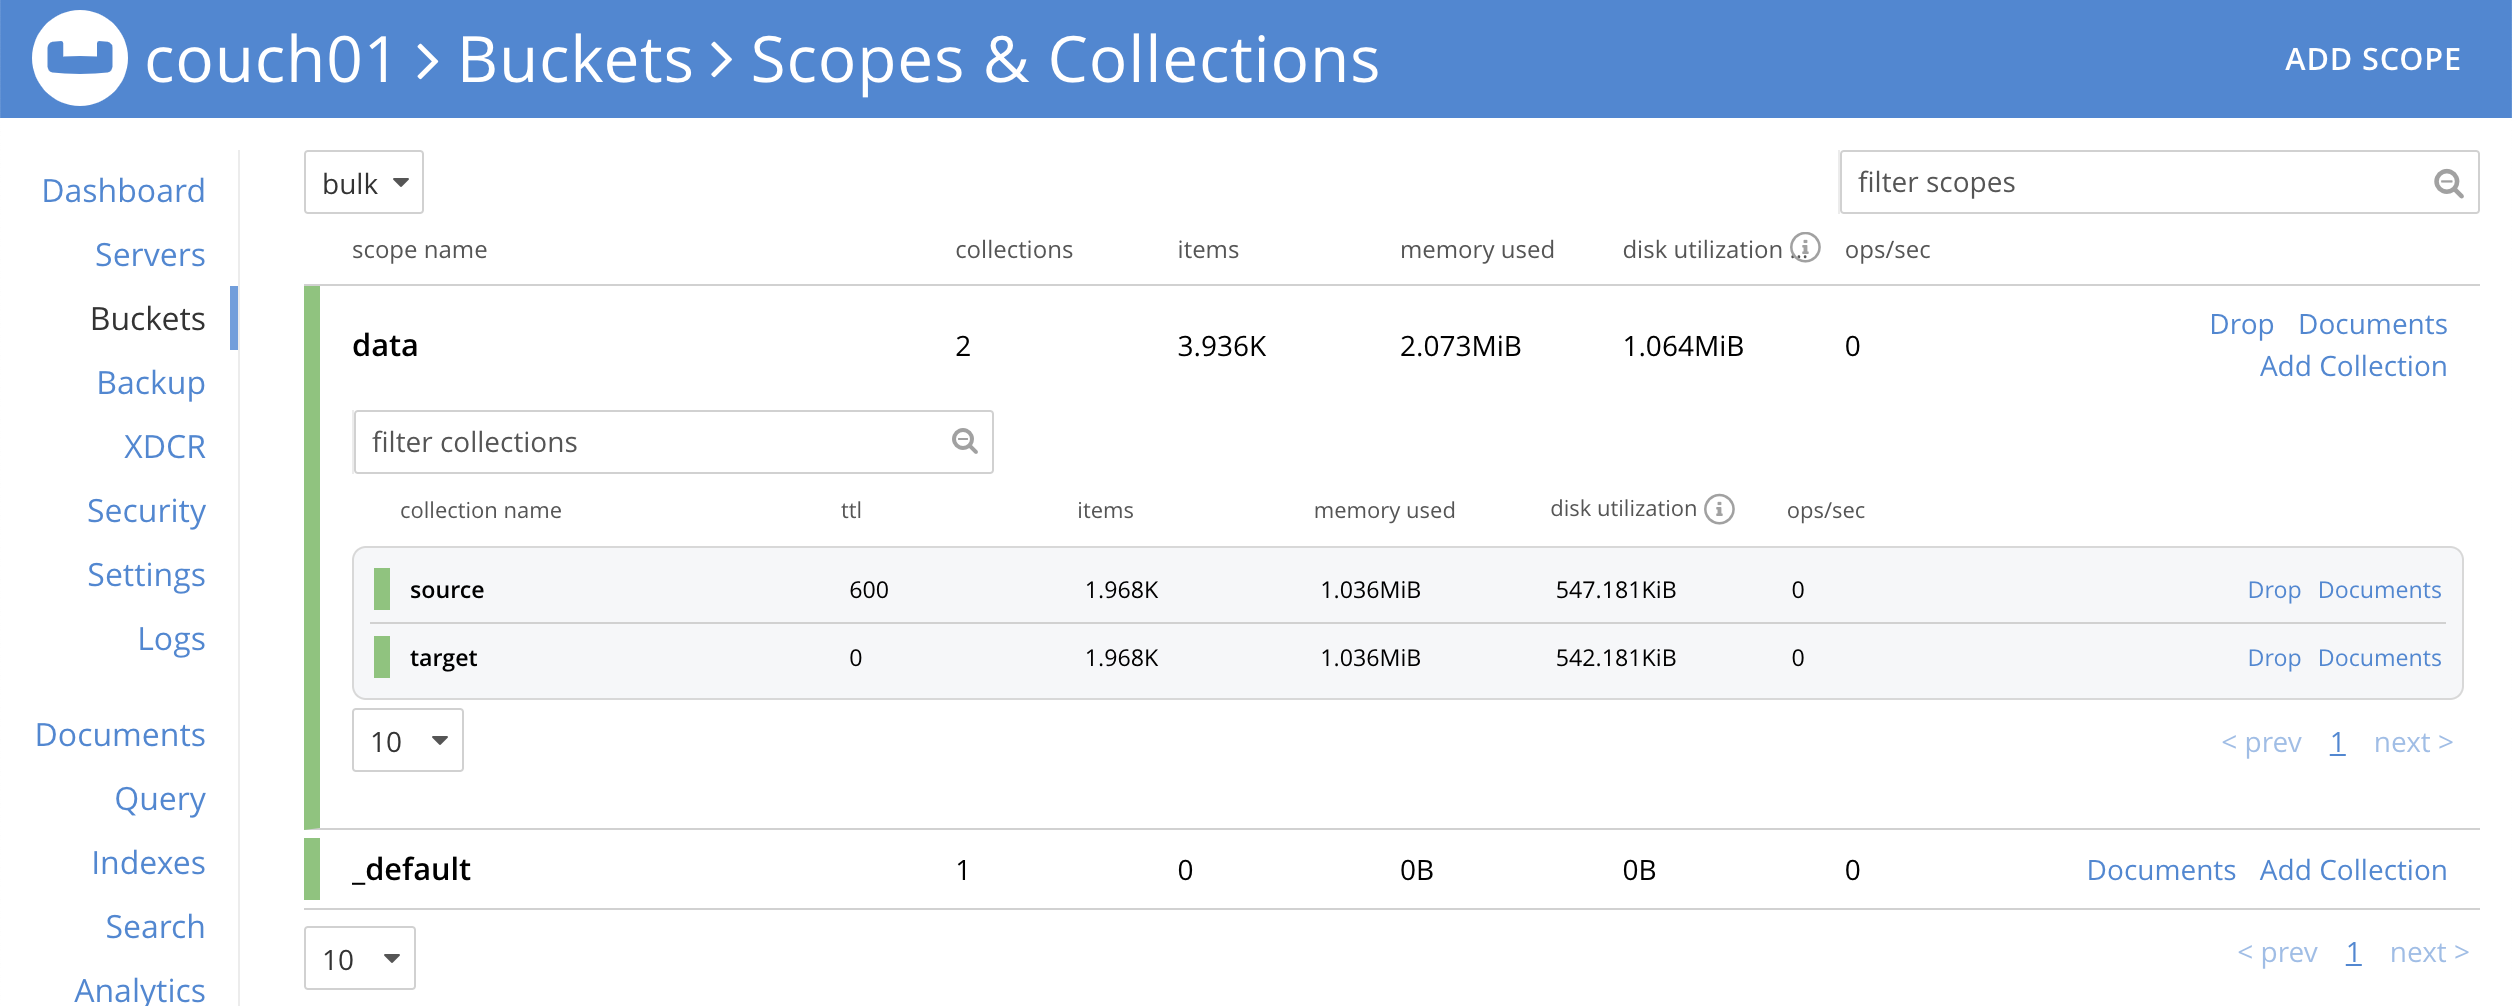 couch01 > Buckets > Scopes & Collections
ADD SCOPE
Dashboard
Servers
Buckets
Backup
XDCR
Security
Settings
Logs
Documents
Query
Indexes
Search
Analytics
bulk
filter scopes
scope name collections items memory used disk utilization ... ops/sec
data 2 3.936K 2.073MiB 1.064MiB 0 Drop Documents
Add Collection
filter collections
collection name ttl items memory used disk utilization ops/sec
source 600 1.968K 1.036MiB 547.181KiB 0 Drop Documents
target 0 1.968K 1.036MiB 542.181KiB 0 Drop Documents
10 < prev 1 next >
_default 1 0 0B 0B 0 Documents Add Collection
10 < prev 1 next >